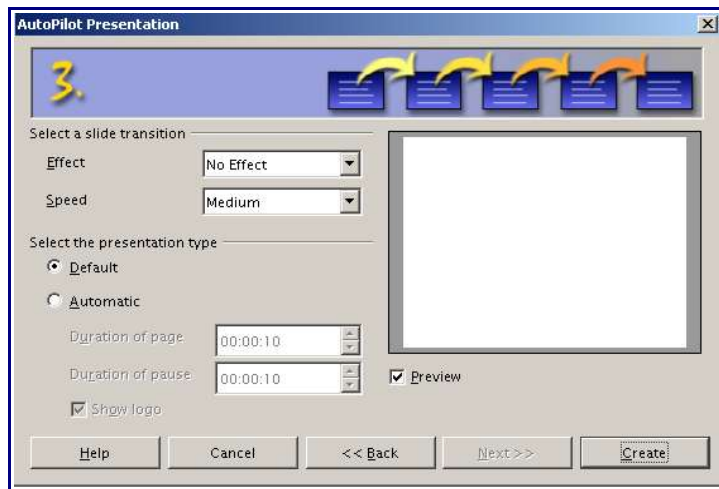 AutoPilot Presentation
3.
Select a slide transition
Effect
No Effect
Speed
Medium
Select the presentation type
Default
Automatic
Duration of page
00:00:10
Duration of pause
00:00:10
Show logo
Preview
Help
Cancel
<< Back
Next >>
Create